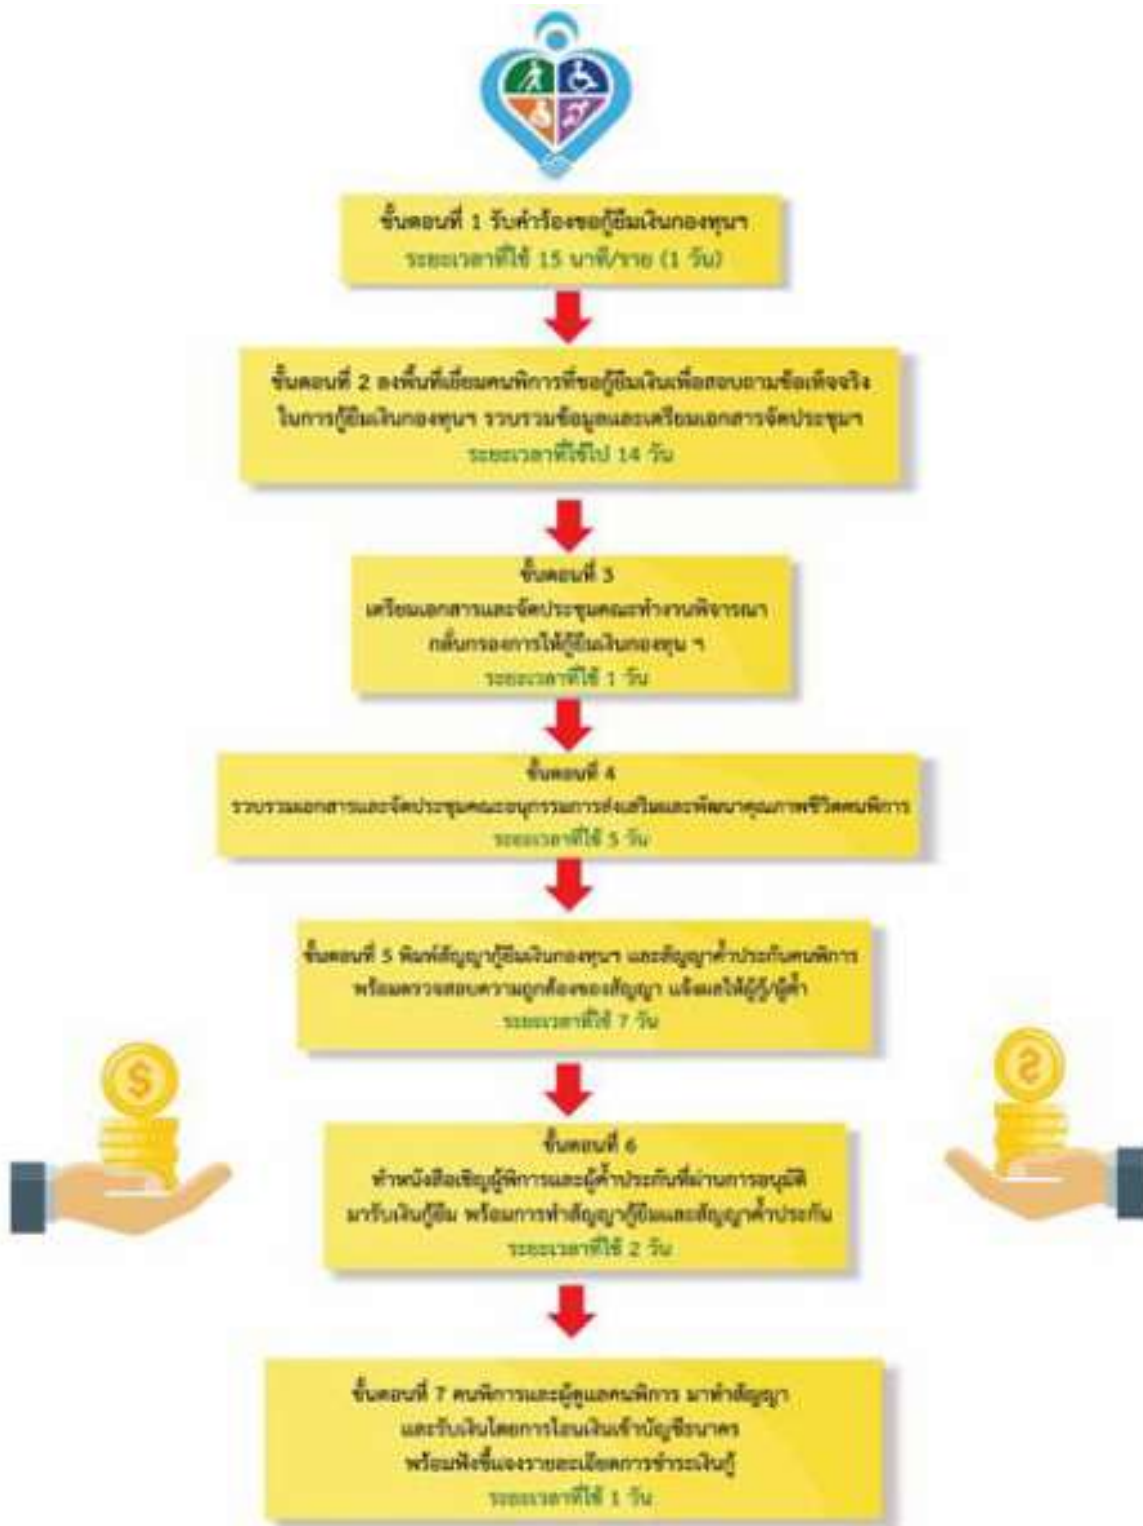 ขั้นตอนที่ 1 รับคำร้องขอกู้ยืมเงินกองทุนฯ
ระยะเวลาที่ใช้ 15 นาที/ราย (1 วัน)
ขั้นตอนที่ 2 ลงพื้นที่เยี่ยมคนพิการที่ขอกู้ยืมเงินเพื่อสอบถามข้อเท็จจริง
ในการกู้ยืมเงินกองทุนฯ รวบรวมข้อมูลและเตรียมเอกสารจัดประชุมฯ
ระยะเวลาที่ใช้ไป 14 วัน
ขั้นตอนที่ 3
เตรียมเอกสารและจัดประชุมคณะทำงานพิจารณา
กลั่นกรองการให้กู้ยืมเงินกองทุน ฯ
ระยะเวลาที่ใช้ 1 วัน
ขั้นตอนที่ 4
รวบรวมเอกสารและจัดประชุมคณะอนุกรรมการส่งเสริมและพัฒนาคุณภาพชีวิตคนพิการ
ระยะเวลาที่ใช้ 5 วัน
ขั้นตอนที่ 5 พิมพ์สัญญากู้ยืมเงินกองทุนฯ และสัญญาค้ำประกันคนพิการ
พร้อมตรวจสอบความถูกต้องของสัญญา แจ้งผลให้ผู้กู้/ผู้ค้ำ
ระยะเวลาที่ใช้ 7 วัน
ขั้นตอนที่ 6
ทำหนังสือเชิญผู้พิการและผู้ค้ำประกันที่ผ่านการอนุมัติ
มารับเงินกู้ยืม พร้อมการทำสัญญากู้ยืมและสัญญาค้ำประกัน
ระยะเวลาที่ใช้ 2 วัน
ขั้นตอนที่ 7 คนพิการและผู้ดูแลคนพิการ มาทำสัญญา
และรับเงินโดยการโอนเงินเข้าบัญชีธนาคร
พร้อมฟังชี้แจงรายละเอียดการชำระเงินกู้
ระยะเวลาที่ใช้ 1 วัน